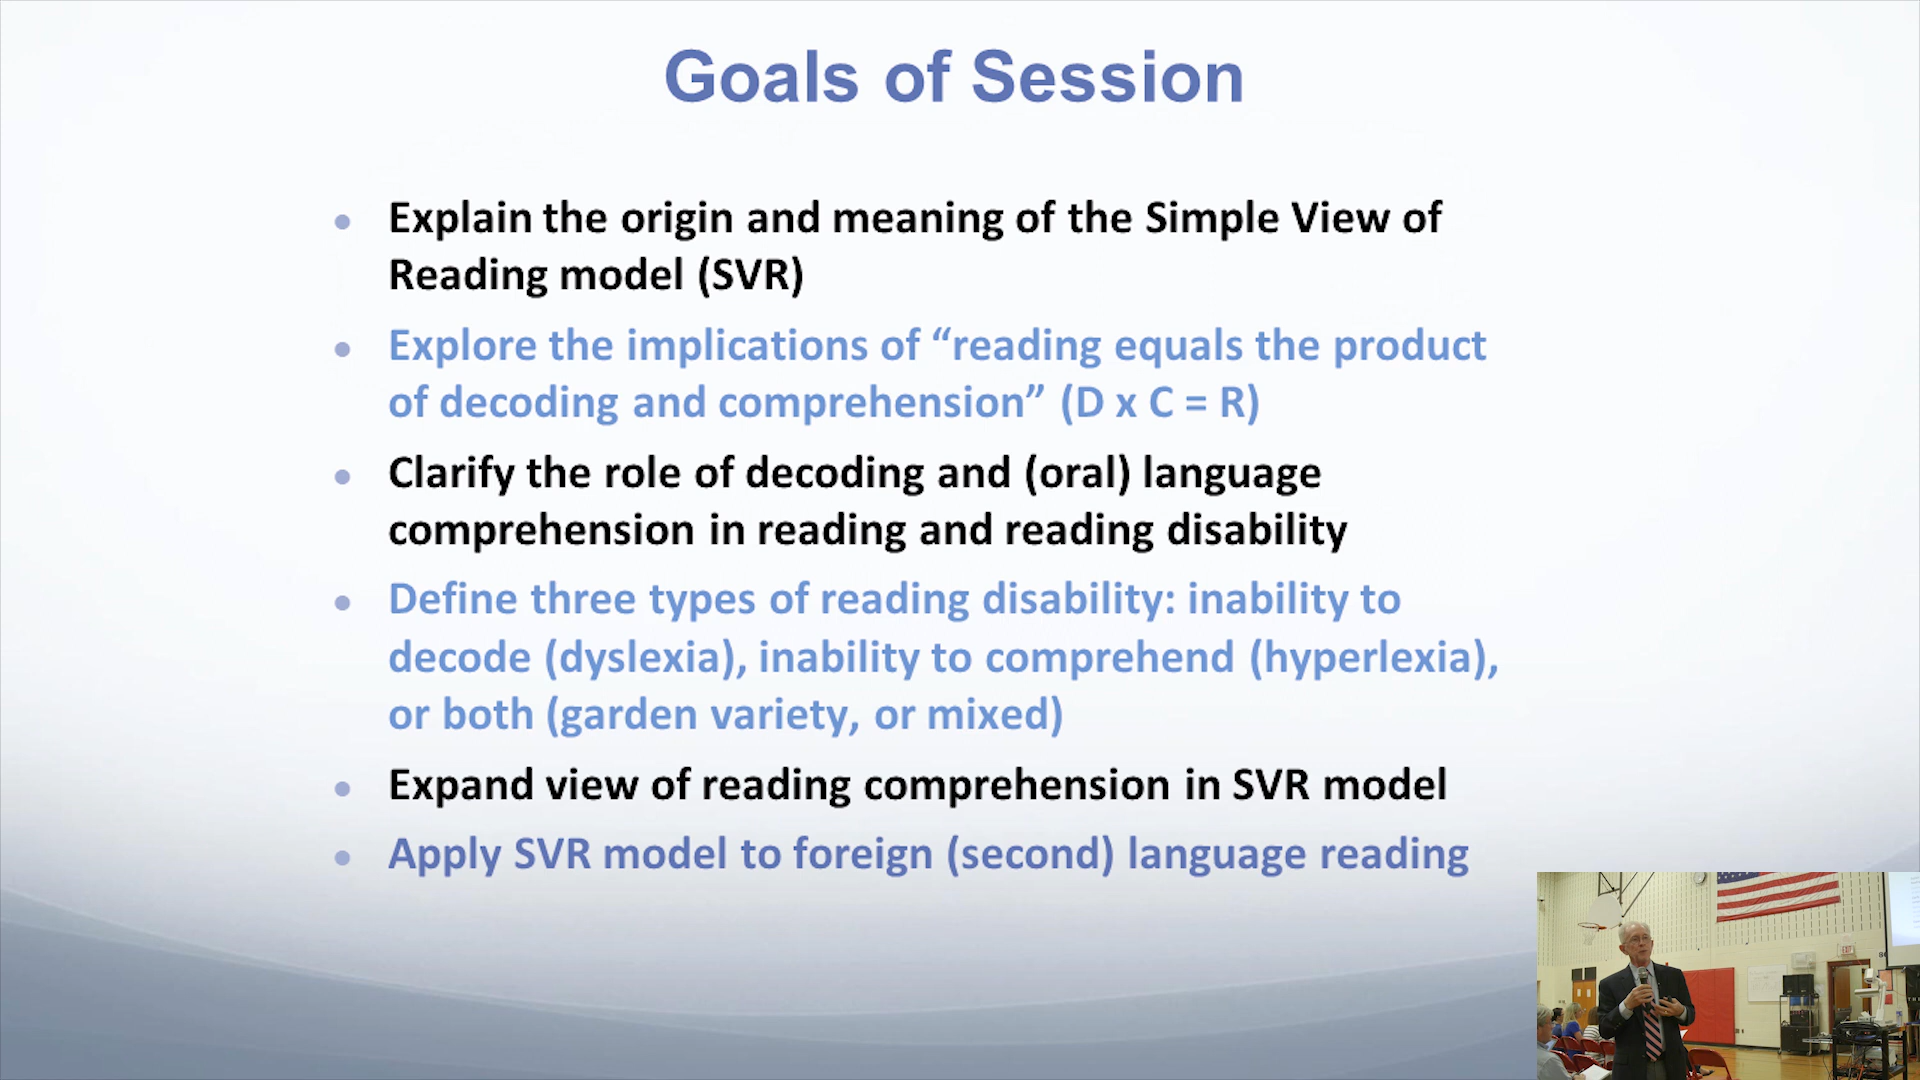 Goals of Session
Explain the origin and meaning of the Simple View of
Reading model (SVR)
Explore the implications of “reading equals the product
of decoding and comprehension” (D x C = R)
Clarify the role of decoding and (oral) language
comprehension in reading and reading disability
Define three types of reading disability: inability to
decode (dyslexia), inability to comprehend (hyperlexia),
or both (garden variety, or mixed)
Expand view of reading comprehension in SVR model
Apply SVR model to foreign (second) language reading